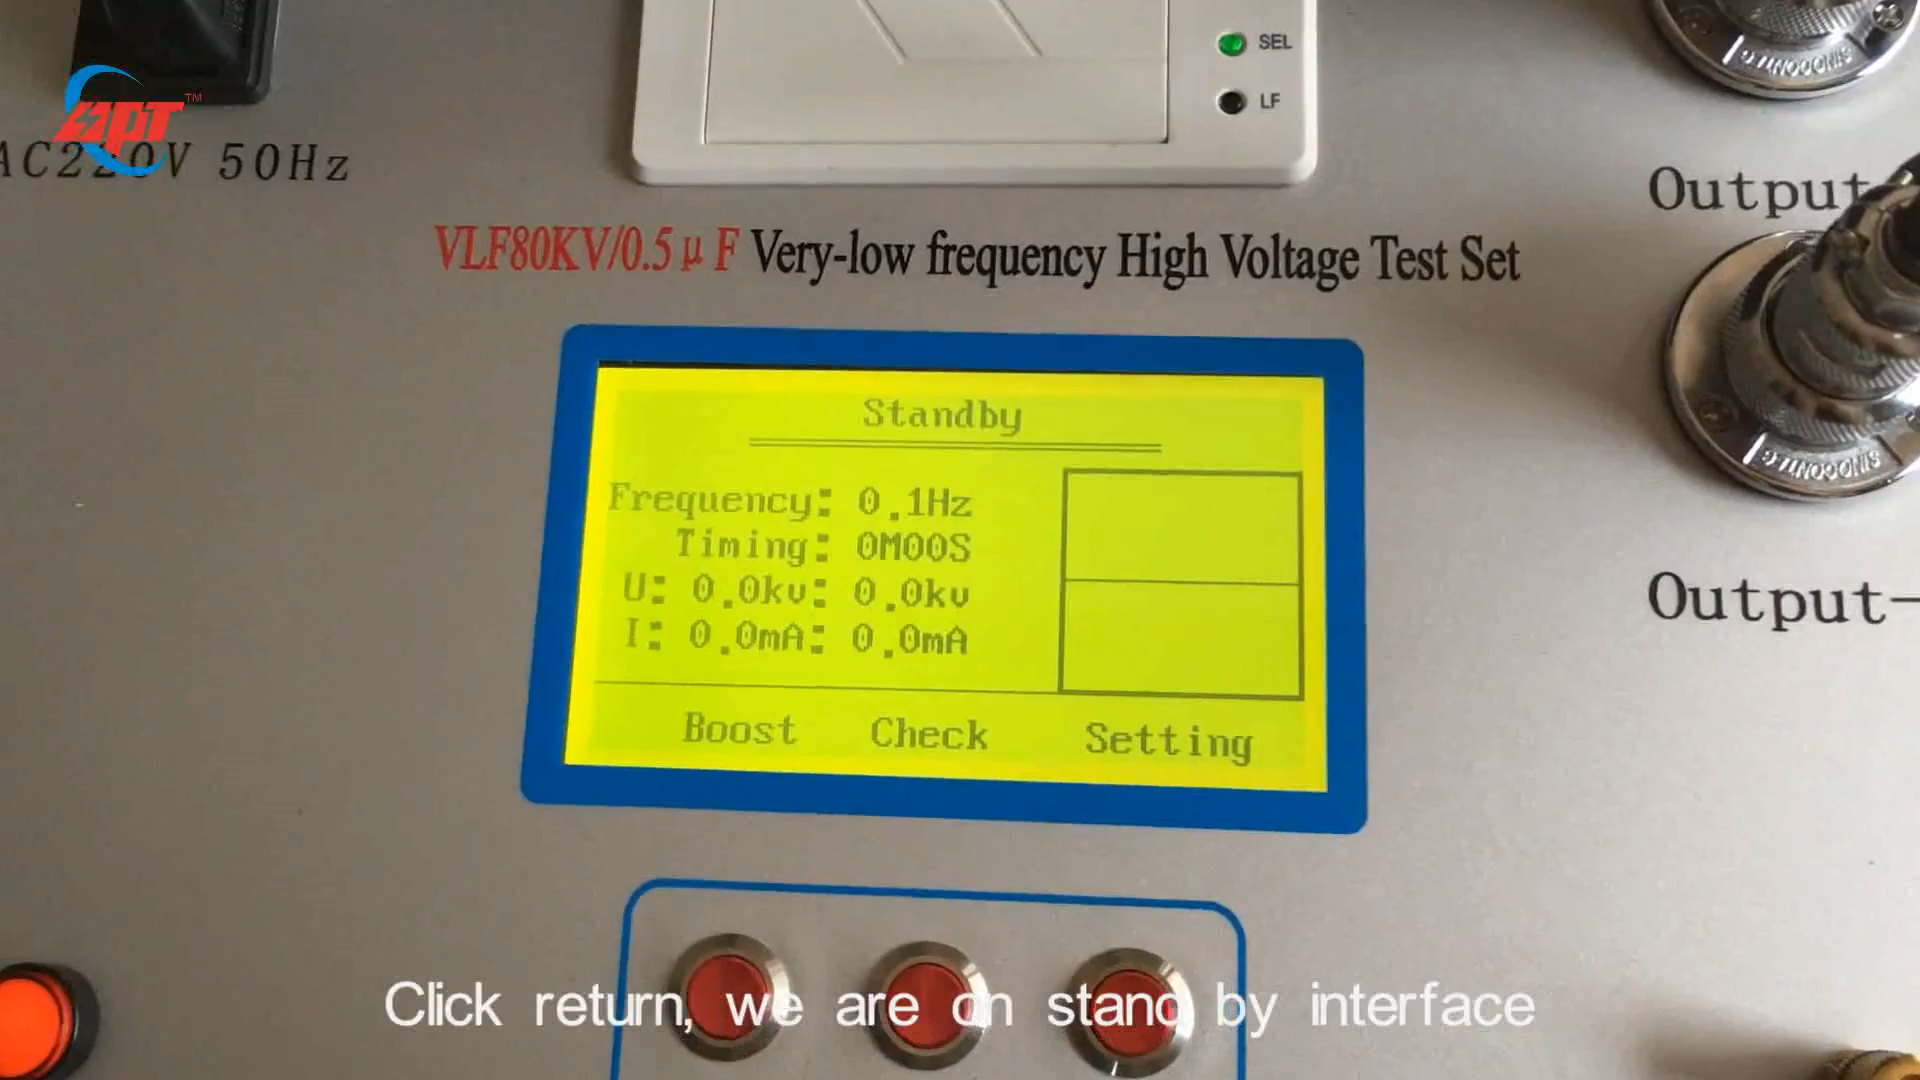 SEL
LF
APT™
AC220V 50Hz
Output
VLF80KV/0.5μF Very-low frequency High Voltage Test Set
Standby
Frequency: 0.1Hz
Timing: 0M00S
U: 0.0kv: 0.0kv
I: 0.0mA: 0.0mA
Output-
Boost Check Setting
Click return, we are on stand by interface